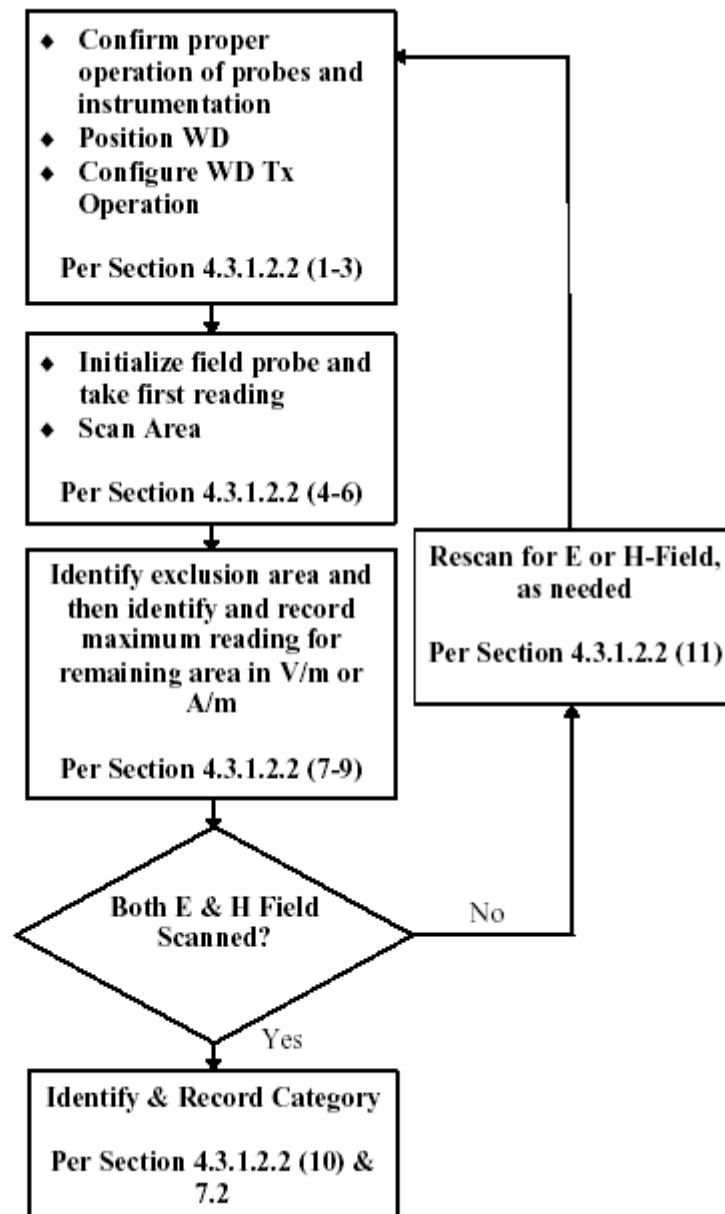 ◆ Confirm proper
operation of probes and
instrumentation
◆ Position WD
◆ Configure WD Tx
Operation
Per Section 4.3.1.2.2 (1-3)
◆ Initialize field probe and
take first reading
◆ Scan Area
Per Section 4.3.1.2.2 (4-6)
Identify exclusion area and
then identify and record
maximum reading for
remaining area in V/m or
A/m
Per Section 4.3.1.2.2 (7-9)
Rescan for E or H-Field,
as needed
Per Section 4.3.1.2.2 (11)
Both E & H Field
Scanned?
No
Yes
Identify & Record Category
Per Section 4.3.1.2.2 (10) &
7.2